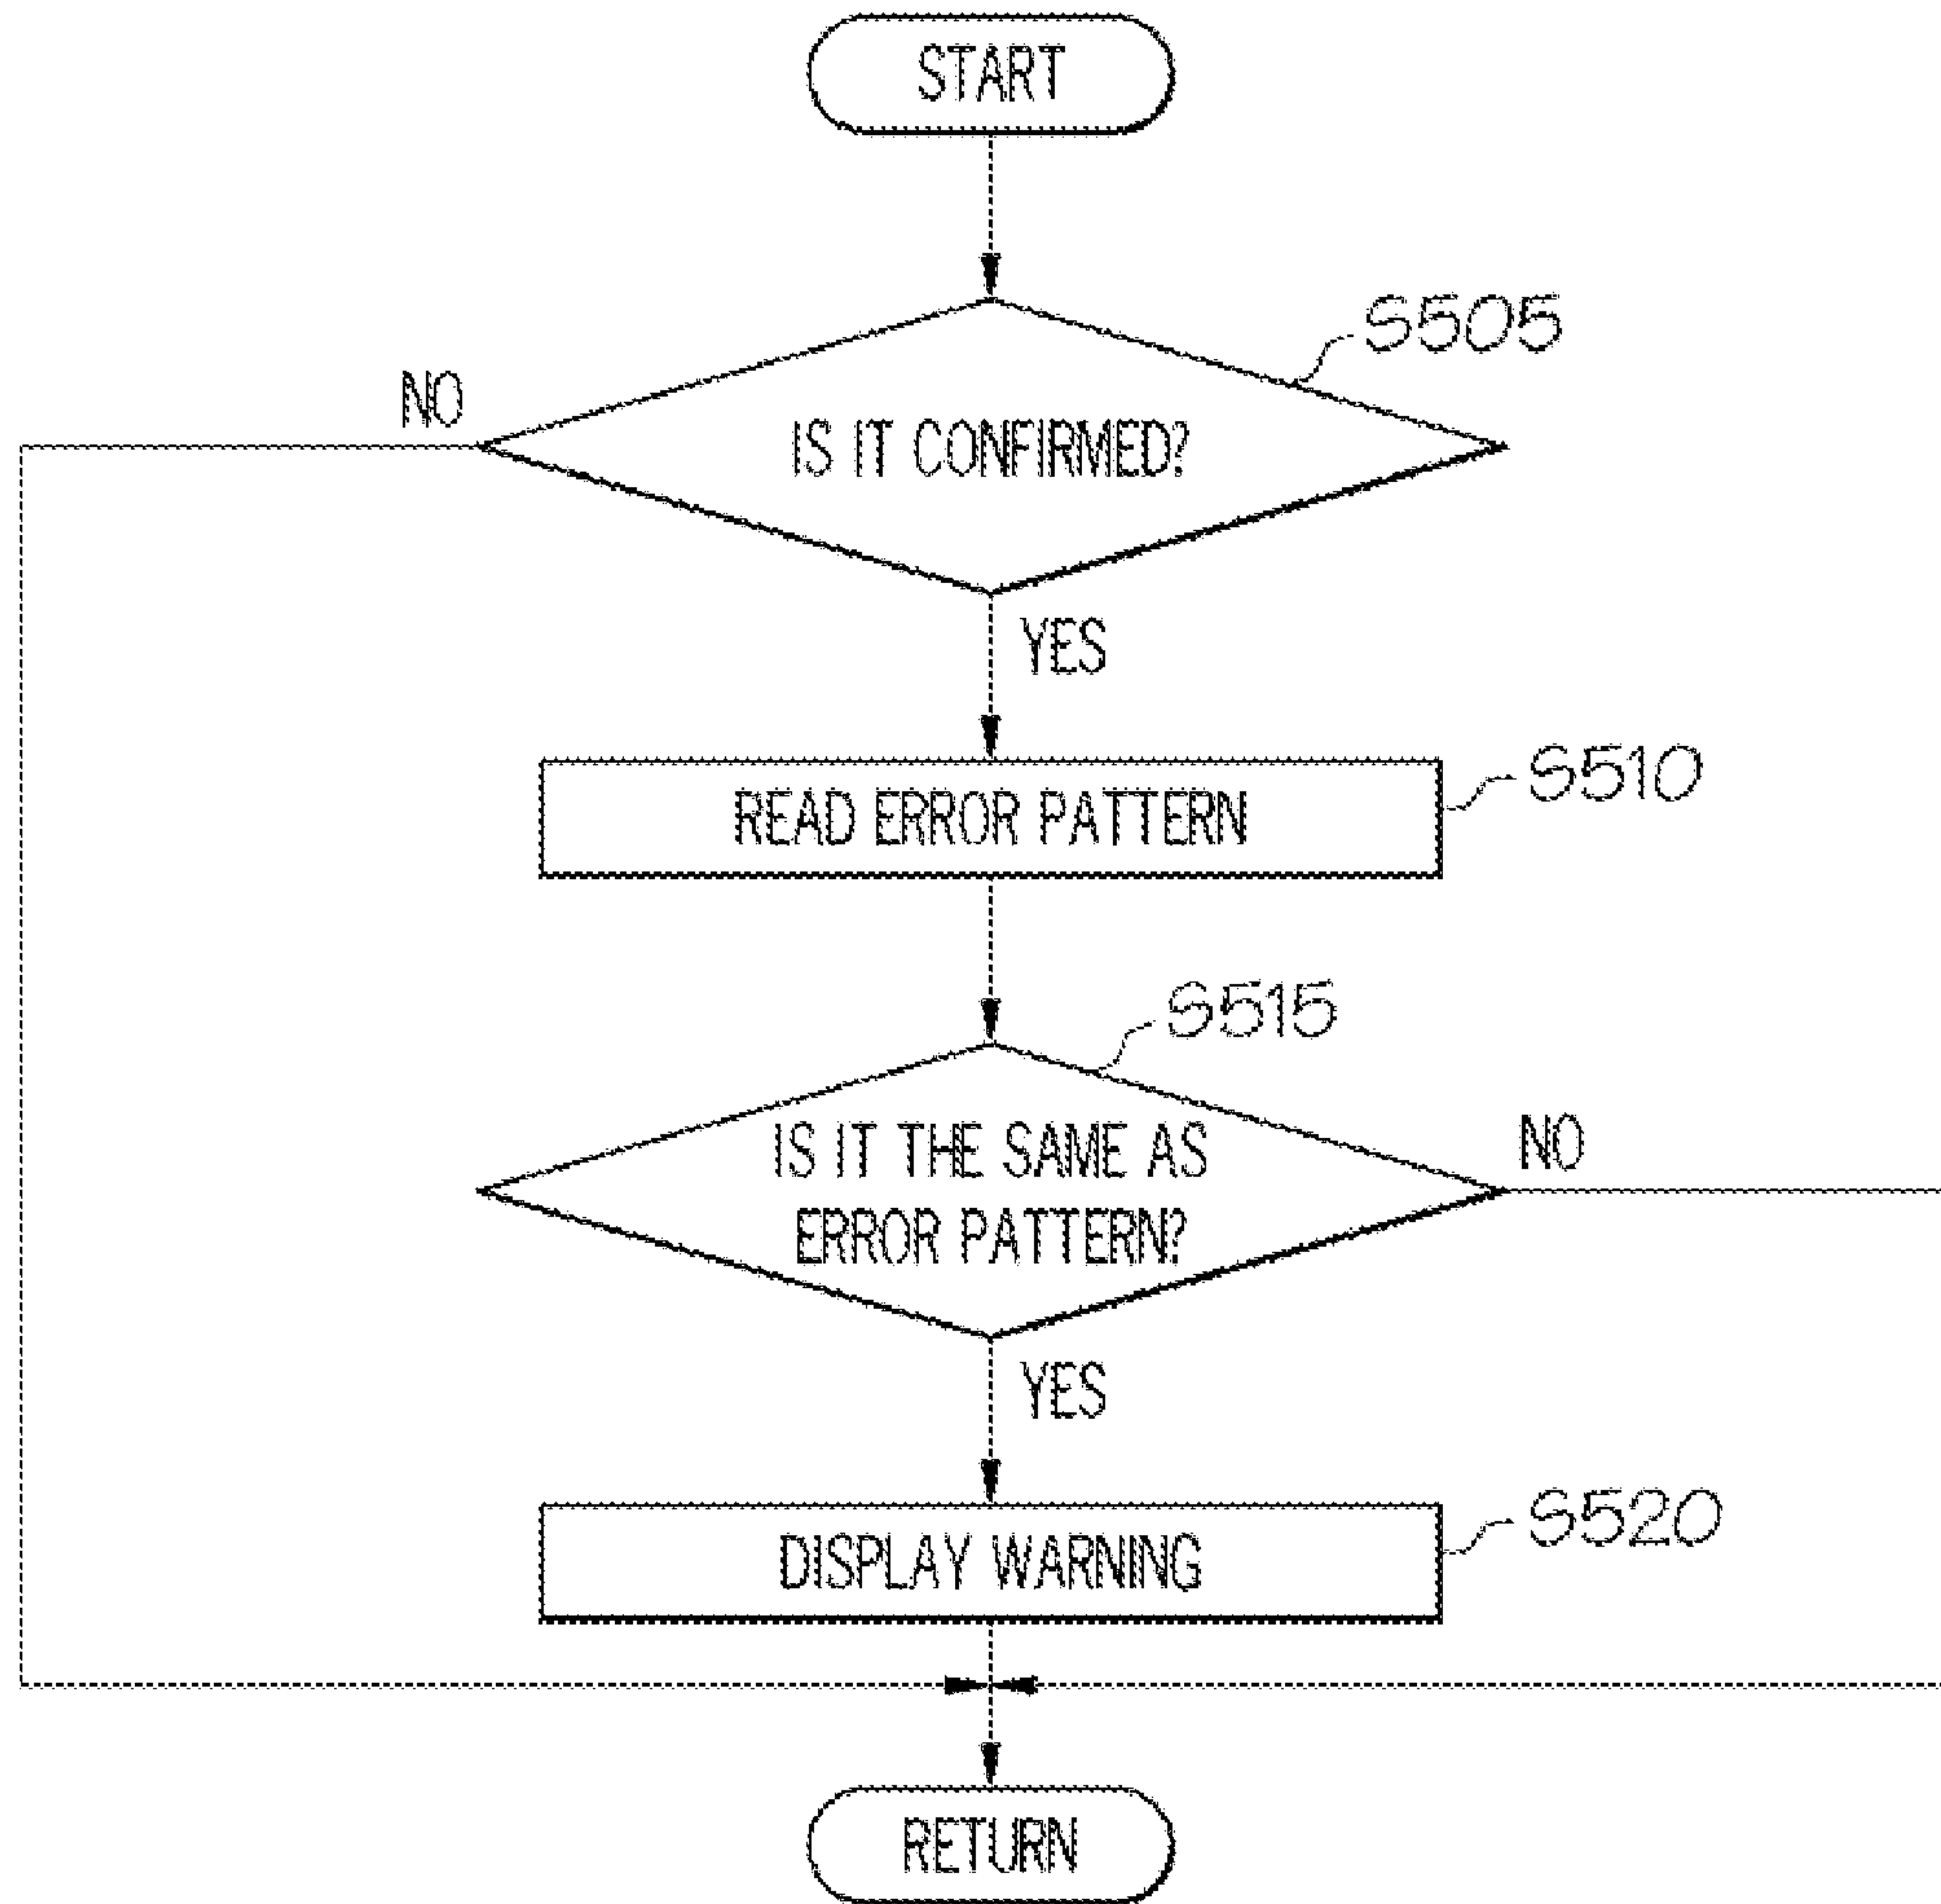 START
S505
NO
IS IT CONFIRMED?
YES
S510
READ ERROR PATTERN
S515
IS IT THE SAME AS
ERROR PATTERN?
NO
YES
S520
DISPLAY WARNING
RETURN